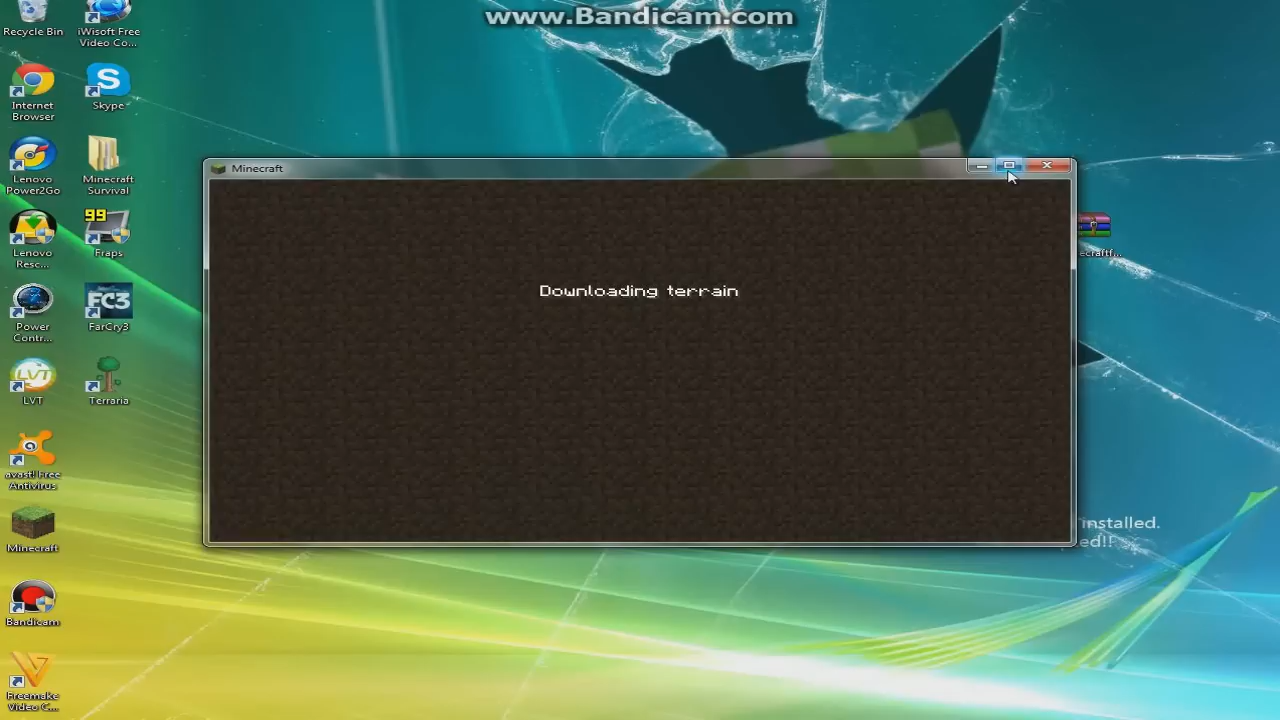 www.Bandicam.com
Recycle Bin
iWisoft Free
Video Co...
Internet
Browser
Skype
Lenovo
Power2Go
Minecraft
Survival
Lenovo
Resc...
99
Fraps
Power
Contr...
FC3
FarCry3
LVT
LVT
Terraria
avast! Free
Antivirus
Minecraft
Bandicam
Freemake
Video C...
Minecraft
Downloading terrain
ecraftf...
installed.
ed!!